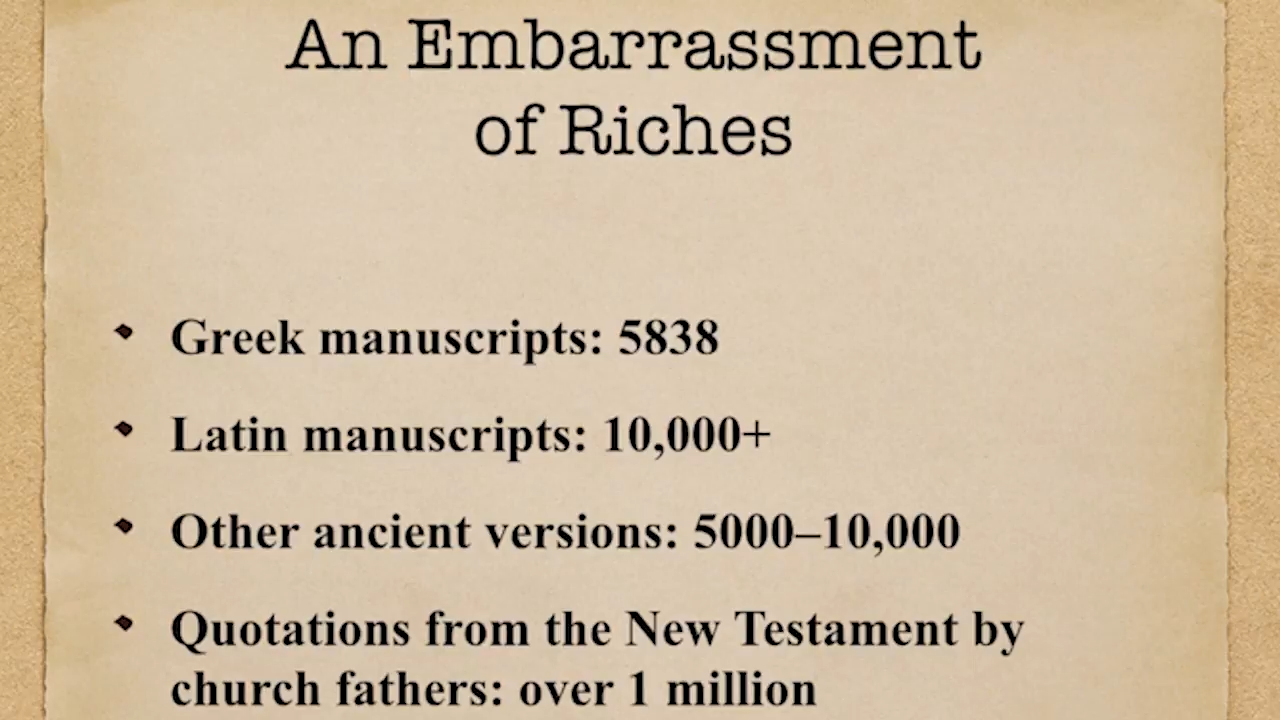 An Embarrassment
of Riches
Greek manuscripts: 5838
Latin manuscripts: 10,000+
Other ancient versions: 5000–10,000
Quotations from the New Testament by
church fathers: over 1 million